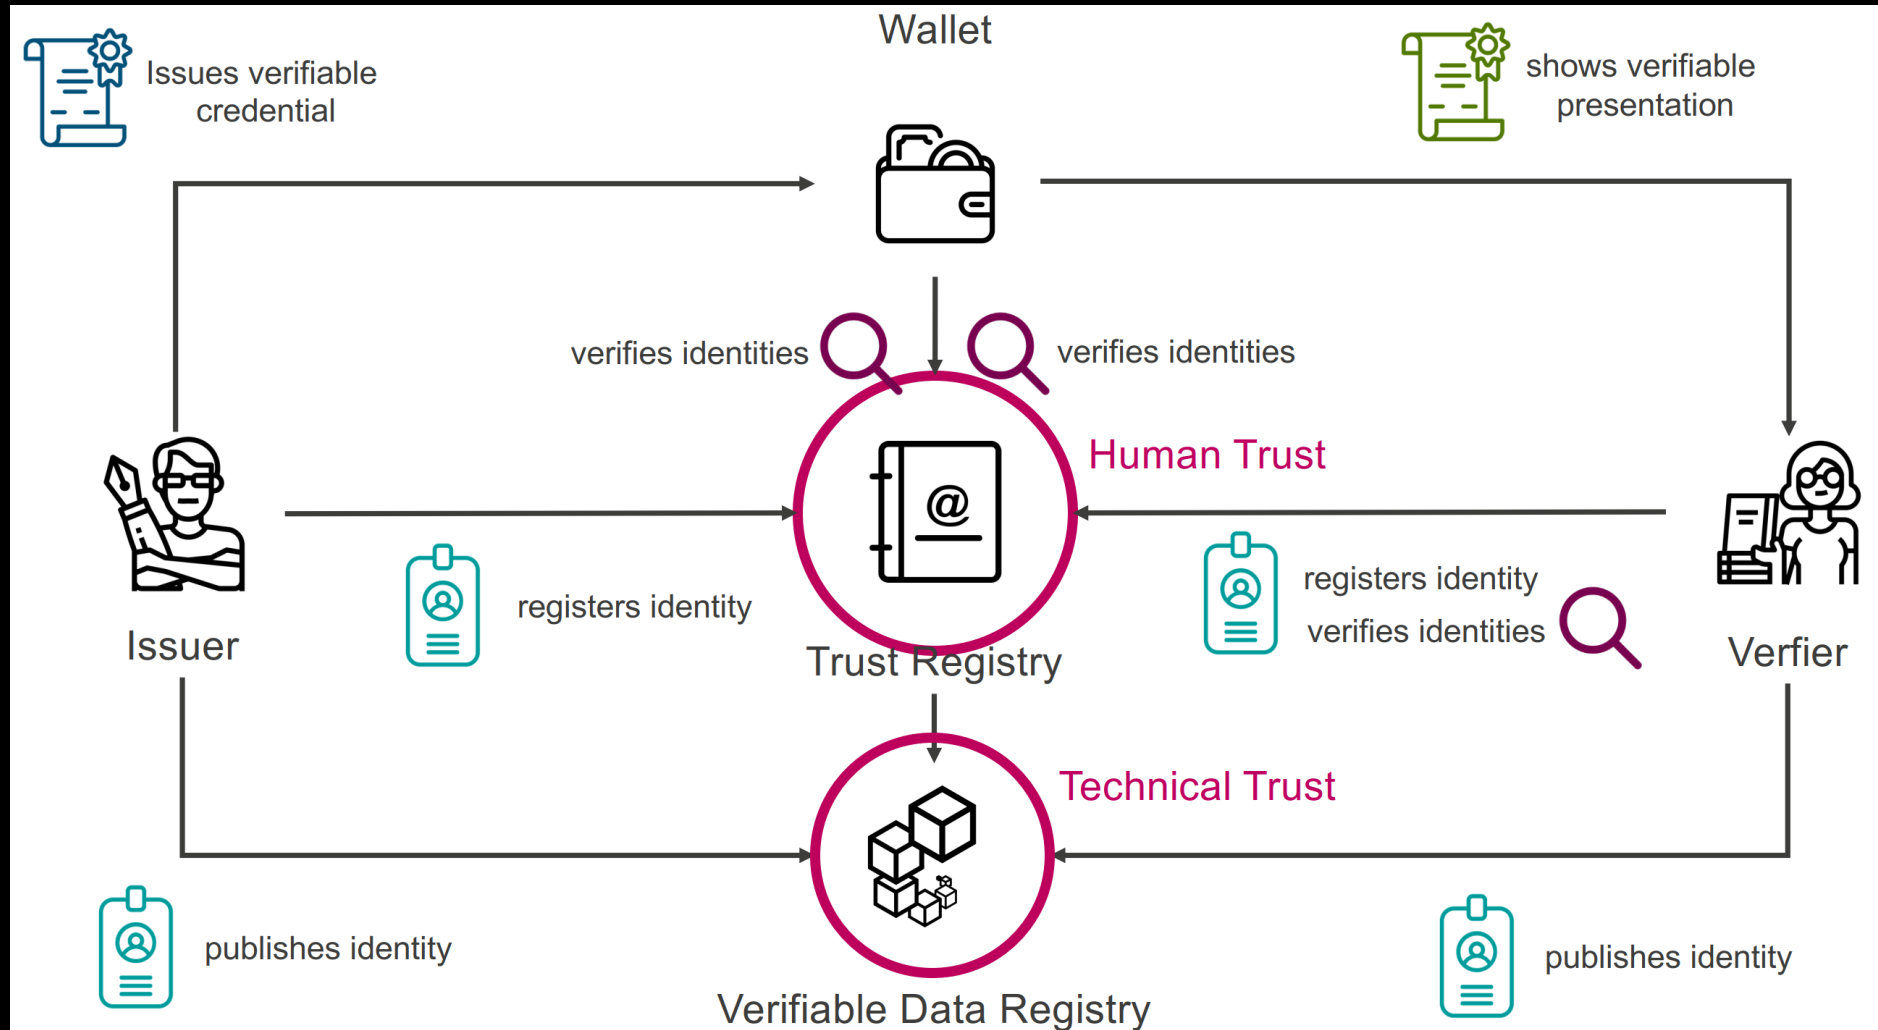 Wallet
Issues verifiable
credential
shows verifiable
presentation
verifies identities
verifies identities
Human Trust
@
registers identity
registers identity
verifies identities
Issuer
Trust Registry
Verfier
Technical Trust
publishes identity
publishes identity
Verifiable Data Registry